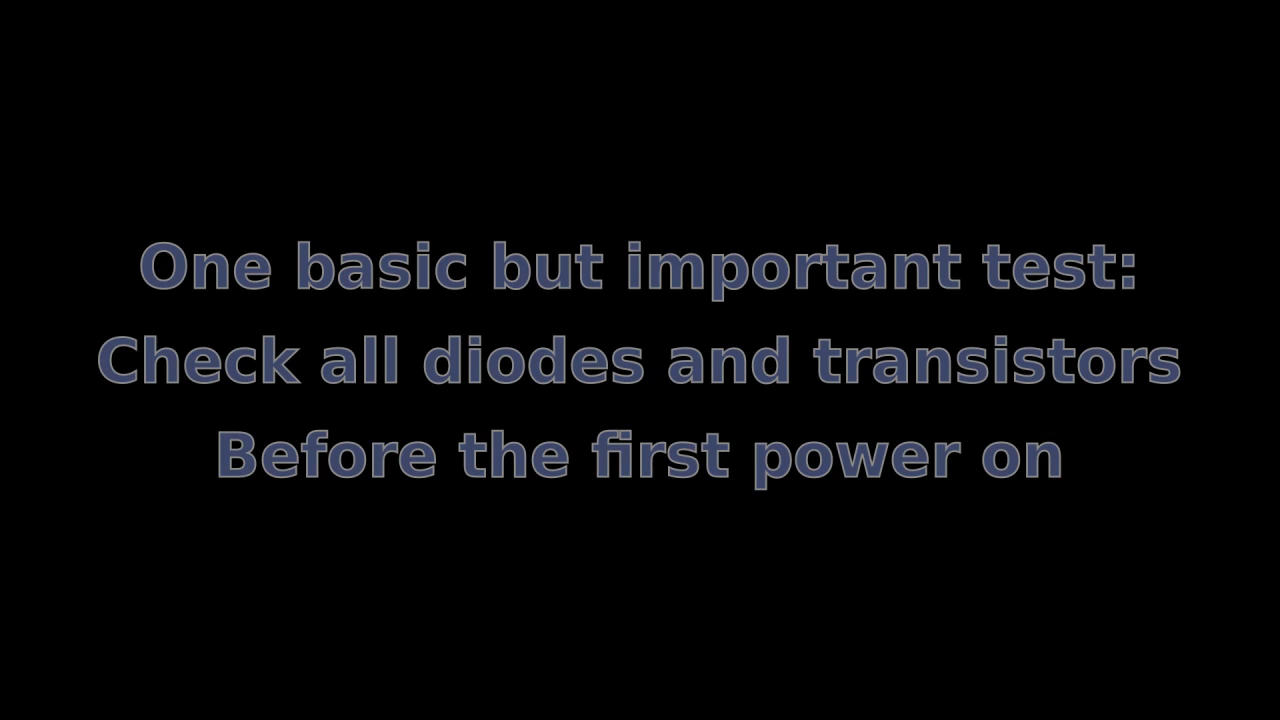 One basic but important test:
Check all diodes and transistors
Before the first power on